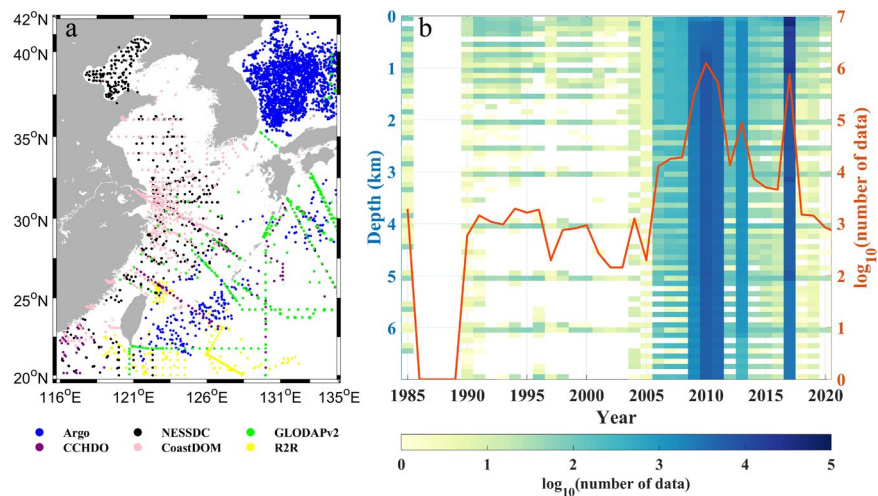 a
42°N
40°N
35°N
30°N
25°N
20°N
116°E 121°E 126°E 131°E 135°E
Argo NESSDC GLODAPv2
CCHDO CoastDOM R2R
b
0
1
2
3
4
5
6
Depth (km)
7
6
5
4
3
2
1
0
log10(number of data)
1985 1990 1995 2000 2005 2010 2015 2020
Year
0 1 2 3 4 5
log10(number of data)